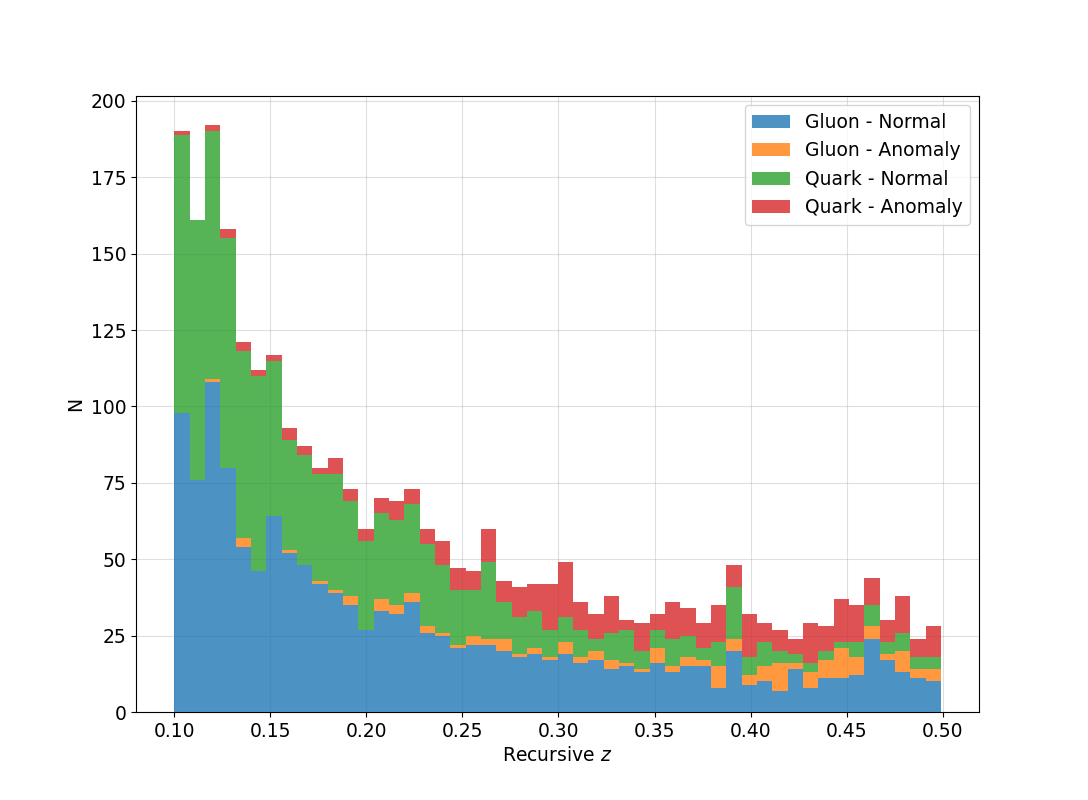 200
175
150
125
100
75
50
25
0
N
0.10 0.15 0.20 0.25 0.30 0.35 0.40 0.45 0.50
Recursive z
Gluon - Normal
Gluon - Anomaly
Quark - Normal
Quark - Anomaly